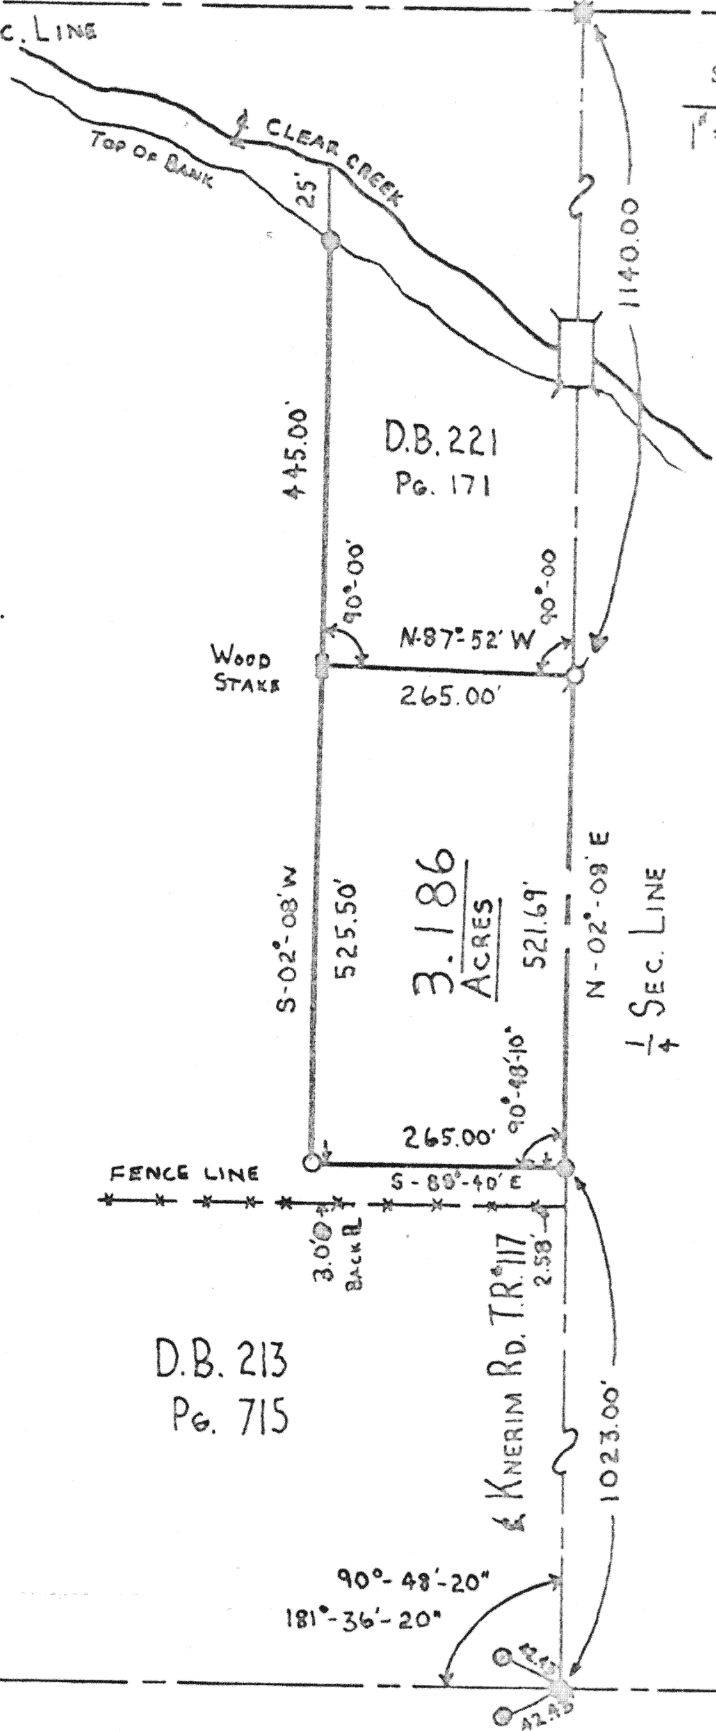 c. LINE
CLEAR CREEK
TOP OF BANK
25'
1"
1140.00
445.00'
D.B. 221
PG. 171
90°-00'
90°-00
N-87°-52' W
WOOD
STAKE
265.00'
S-02°-08' W
525.50'
3.186
ACRES
521.69'
N-02°-08' E
1/4 SEC. LINE
90°-48'-10"
265.00'
S-88°-40' E
FENCE LINE
3.0'
BACK
2.58'
D.B. 213
PG. 715
℄ KNERIM RD. T.R.#117
1023.00'
90°-48'-20"
181°-36'-20"
42.43
42.43